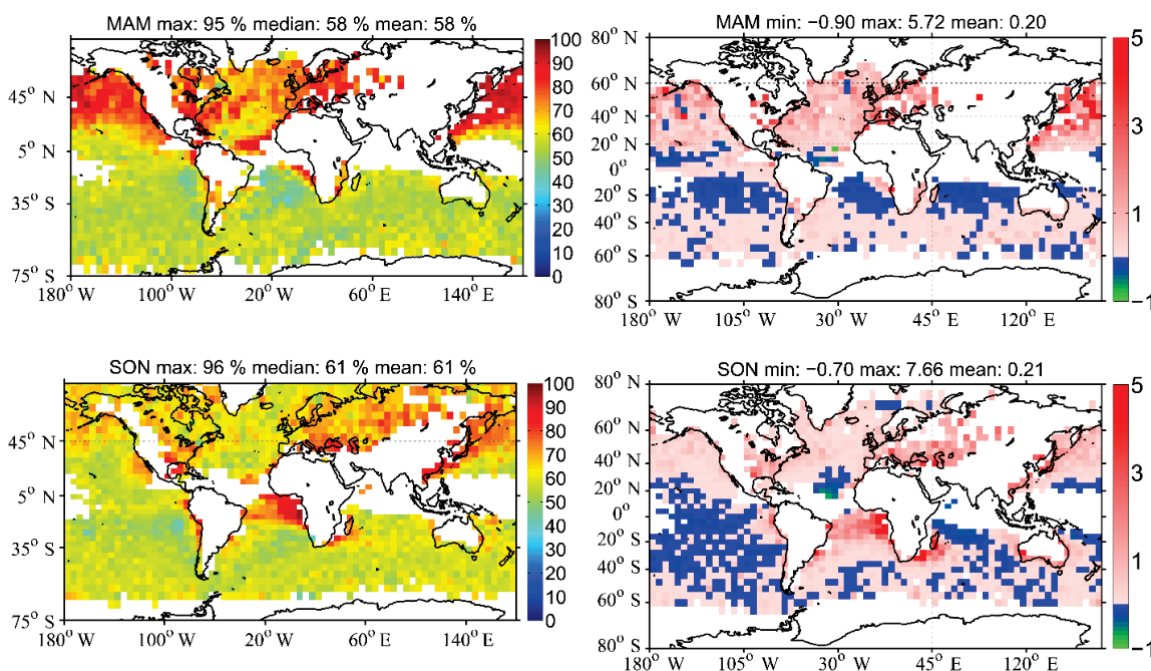 MAM max: 95 % median: 58 % mean: 58 %
100
90
80
70
60
50
40
30
20
10
0
45° N
5° N
35° S
75° S
180° W 100° W 20° W 60° E 140° E
MAM min: −0.90 max: 5.72 mean: 0.20
80° N
60° N
40° N
20° N
0°
20° S
40° S
60° S
80° S
180° W 105° W 30° W 45° E 120° E
5
3
1
−1
SON max: 96 % median: 61 % mean: 61 %
100
90
80
70
60
50
40
30
20
10
0
45° N
5° N
35° S
75° S
180° W 100° W 20° W 60° E 140° E
SON min: −0.70 max: 7.66 mean: 0.21
80° N
60° N
40° N
20° N
0°
20° S
40° S
60° S
80° S
180° W 105° W 30° W 45° E 120° E
5
3
1
−1